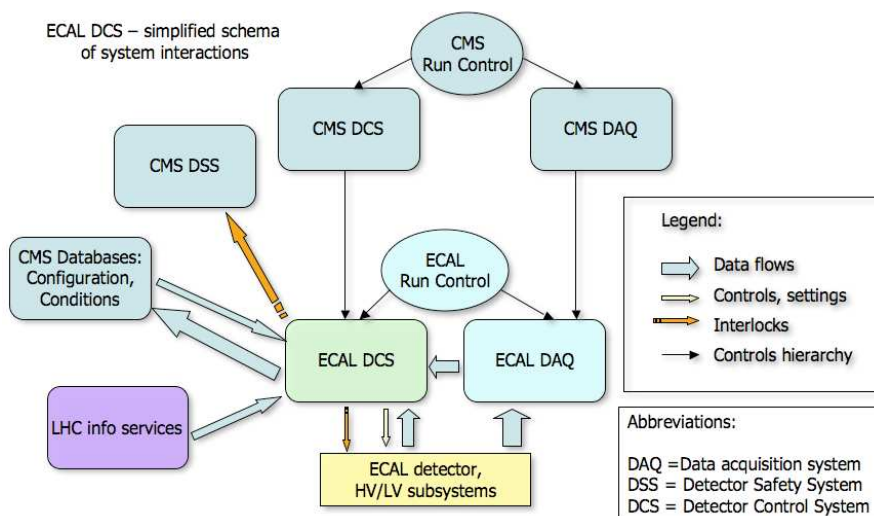 ECAL DCS – simplified schema
of system interactions
CMS
Run Control
CMS DCS
CMS DAQ
CMS DSS
CMS Databases:
Configuration,
Conditions
ECAL
Run Control
ECAL DCS
ECAL DAQ
LHC info services
ECAL detector,
HV/LV subsystems
Legend:
Data flows
Controls, settings
Interlocks
Controls hierarchy
Abbreviations:
DAQ =Data acquisition system
DSS = Detector Safety System
DCS = Detector Control System